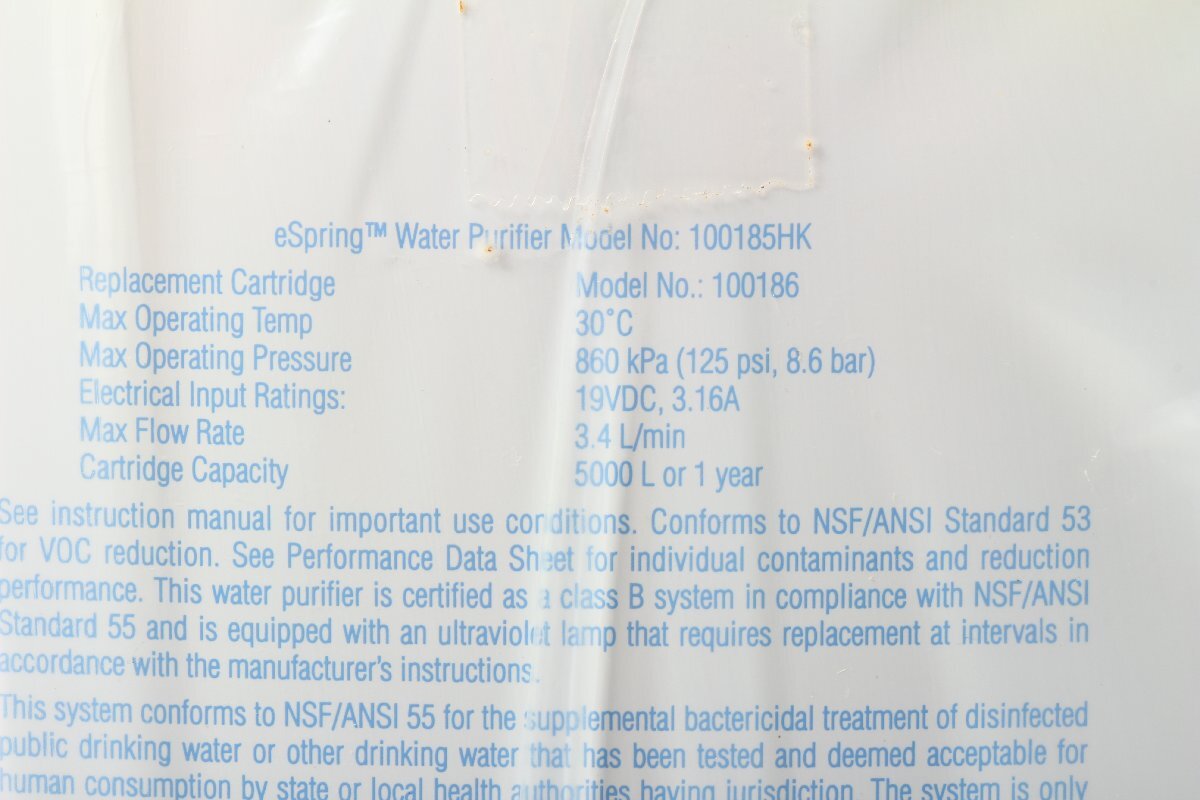 eSpring™ Water Purifier Model No: 100185HK
Replacement Cartridge Model No.: 100186
Max Operating Temp 30˚C
Max Operating Pressure 860 kPa (125 psi, 8.6 bar)
Electrical Input Ratings: 19VDC, 3.16A
Max Flow Rate 3.4 L/min
Cartridge Capacity 5000 L or 1 year
See instruction manual for important use conditions. Conforms to NSF/ANSI Standard 53
for VOC reduction. See Performance Data Sheet for individual contaminants and reduction
performance. This water purifier is certified as a class B system in compliance with NSF/ANSI
Standard 55 and is equipped with an ultraviolet lamp that requires replacement at intervals in
accordance with the manufacturer's instructions.
This system conforms to NSF/ANSI 55 for the supplemental bactericidal treatment of disinfected
public drinking water or other drinking water that has been tested and deemed acceptable for
human consumption by state or local health authorities having jurisdiction. The system is only